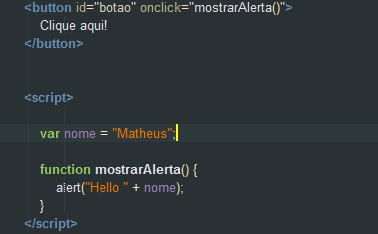 <button id="botao" onclick="mostrarAlerta()">
Clique aqui!
</button>
<script>
var nome = "Matheus";
function mostrarAlerta() {
alert("Hello " + nome);
}
</script>